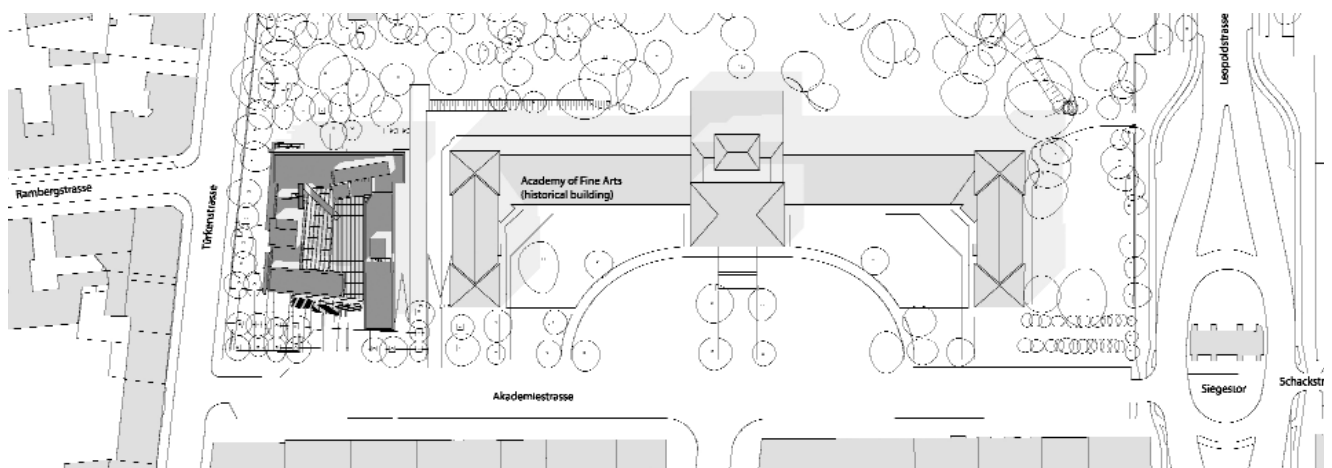 Leopoldstrasse
Rambergstrasse
Türkenstrasse
Academy of Fine Arts
(historical building)
Akademiestrasse
Siegestor
Schackstr